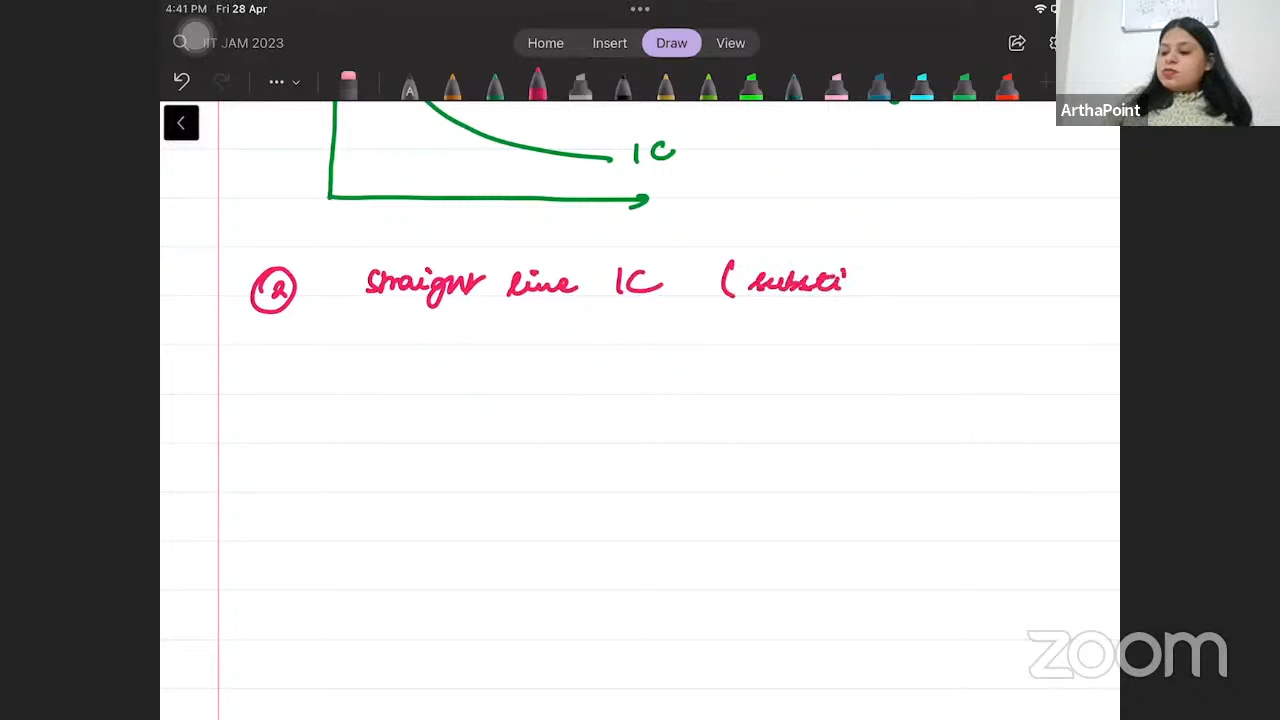 4:41 PM Fri 28 Apr
IIT JAM 2023
Home Insert Draw View
A
ArthaPoint
IC
2 straight line IC (substi
zoom